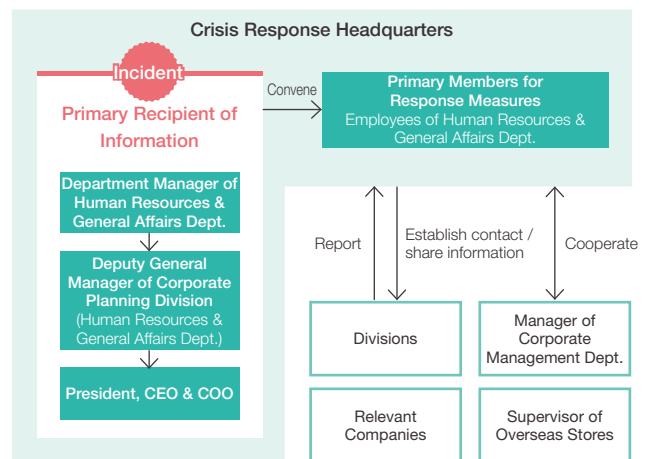 Crisis Response Headquarters
Incident
Primary Recipient of
Information
Department Manager of
Human Resources &
General Affairs Dept.
Deputy General
Manager of Corporate
Planning Division
(Human Resources &
General Affairs Dept.)
President, CEO & COO
Convene
Primary Members for
Response Measures
Employees of Human Resources &
General Affairs Dept.
Report
Establish contact /
share information
Cooperate
Divisions
Manager of
Corporate
Management Dept.
Relevant
Companies
Supervisor of
Overseas Stores